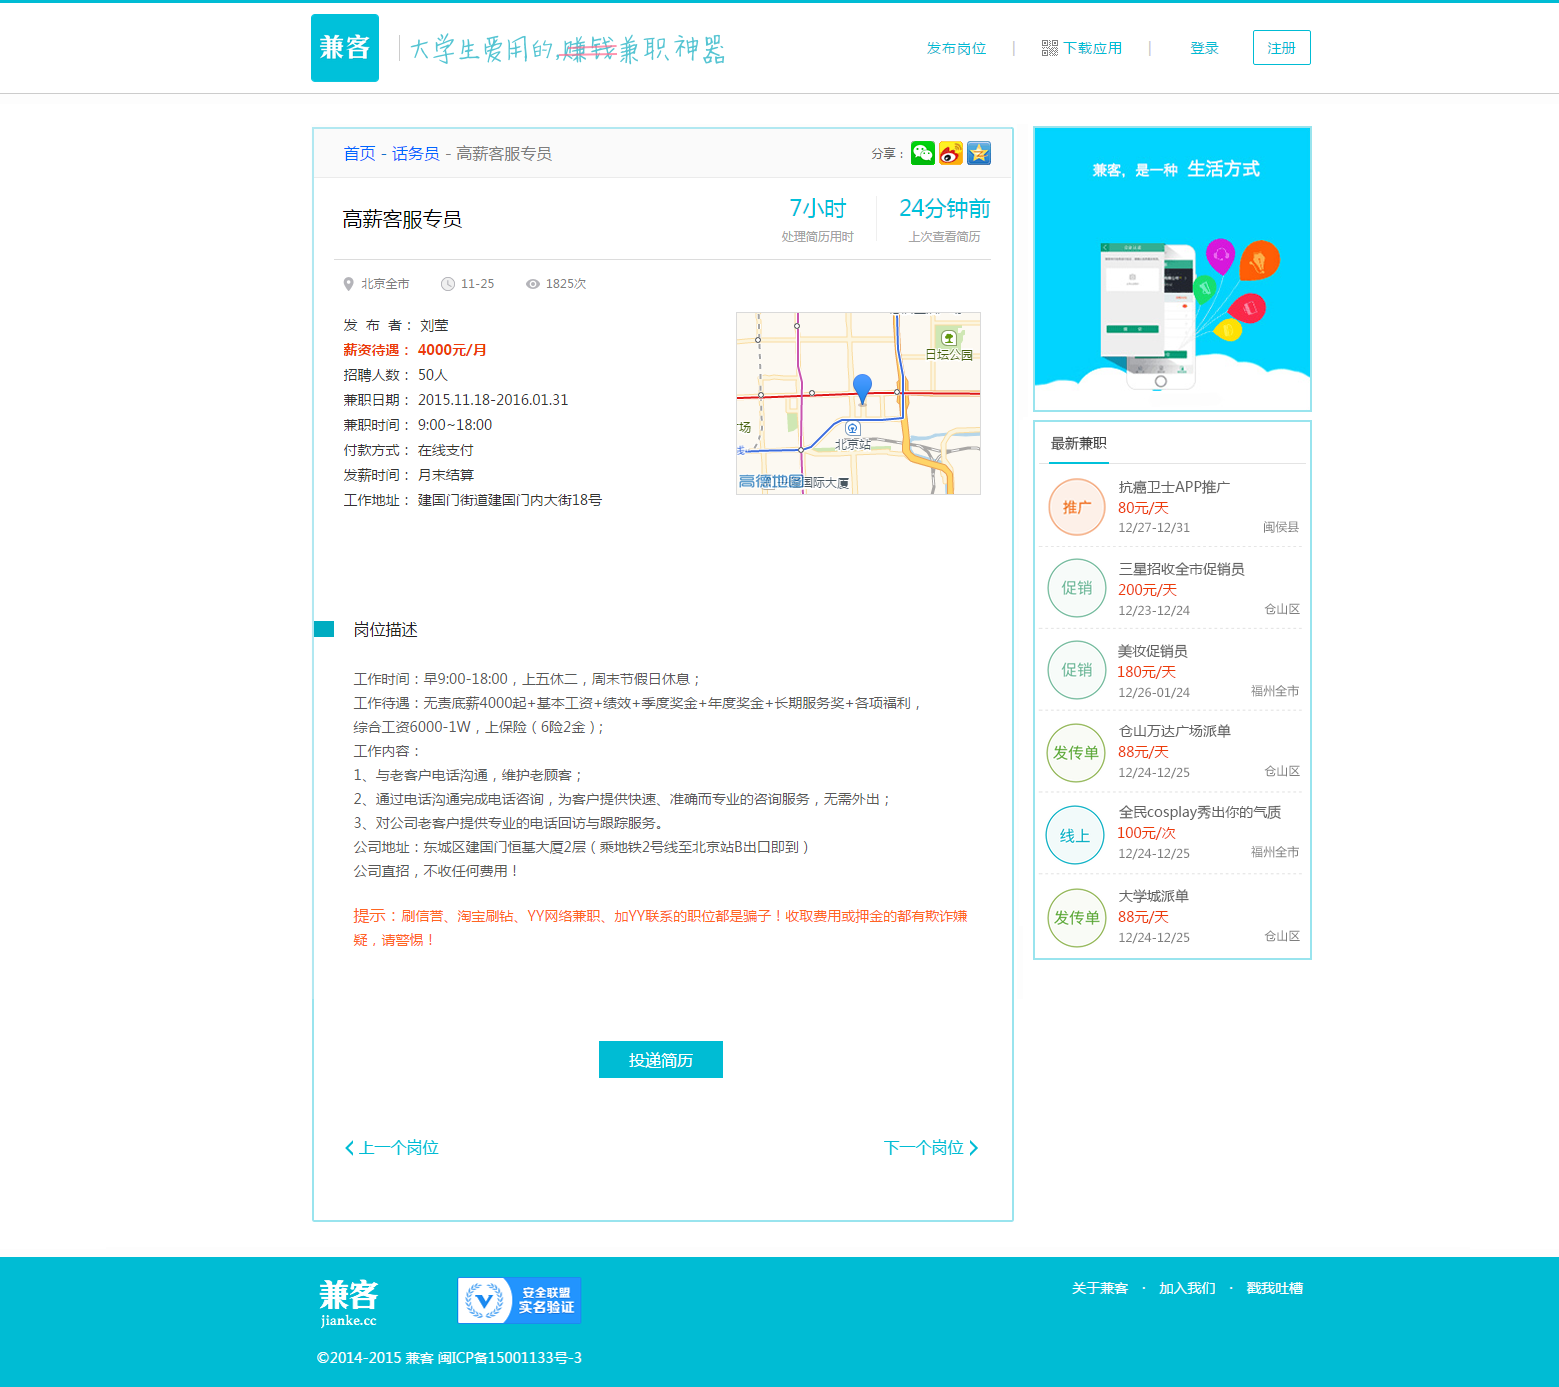 兼客
大学生爱用的,赚钱兼职神器
发布岗位 | 下载应用 | 登录 注册
首页 - 话务员 - 高薪客服专员
分享：
高薪客服专员
7小时
处理简历用时
24分钟前
上次查看简历
北京全市 11-25 1825次
发 布 者： 刘莹
薪资待遇： 4000元/月
招聘人数： 50人
兼职日期： 2015.11.18-2016.01.31
兼职时间： 9:00~18:00
付款方式： 在线支付
发薪时间： 月末结算
工作地址： 建国门街道建国门内大街18号
日坛公园
广场
北京站
线
高德地图
国际大厦
岗位描述
工作时间：早9:00-18:00，上五休二，周末节假日休息；
工作待遇：无责底薪4000起+基本工资+绩效+季度奖金+年度奖金+长期服务奖+各项福利，
综合工资6000-1W，上保险（6险2金）;
工作内容：
1、与老客户电话沟通，维护老顾客；
2、通过电话沟通完成电话咨询，为客户提供快速、准确而专业的咨询服务，无需外出；
3、对公司老客户提供专业的电话回访与跟踪服务。
公司地址：东城区建国门恒基大厦2层（乘地铁2号线至北京站B出口即到）
公司直招，不收任何费用！
提示：刷信誉、淘宝刷钻、YY网络兼职、加YY联系的职位都是骗子！收取费用或押金的都有欺诈嫌
疑，请警惕！
投递简历
上一个岗位
下一个岗位
兼客，是一种 生活方式
最新兼职
推广
抗癌卫士APP推广
80元/天
12/27-12/31 闽侯县
促销
三星招收全市促销员
200元/天
12/23-12/24 仓山区
促销
美妆促销员
180元/天
12/26-01/24 福州全市
发传单
仓山万达广场派单
88元/天
12/24-12/25 仓山区
线上
全民cosplay秀出你的气质
100元/次
12/24-12/25 福州全市
发传单
大学城派单
88元/天
12/24-12/25 仓山区
兼客
jianke.cc
安全联盟
实名验证
关于兼客 · 加入我们 · 戳我吐槽
©2014-2015 兼客 闽ICP备15001133号-3